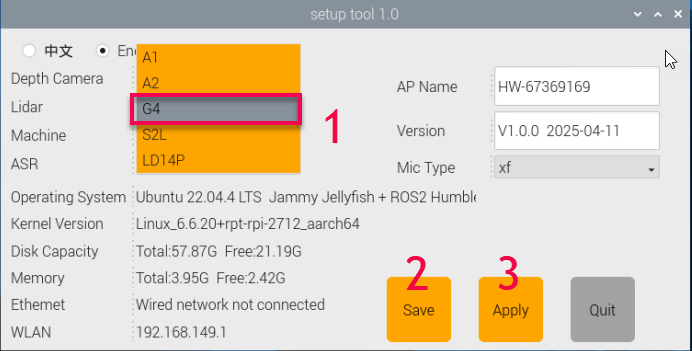 setup tool 1.0
中文
En
A1
A2
G4
S2L
LD14P
1
Depth Camera
Lidar
Machine
ASR
AP Name HW-67369169
Version V1.0.0 2025-04-11
Mic Type xf
Operating System Ubuntu 22.04.4 LTS Jammy Jellyfish + ROS2 Humble
Kernel Version Linux_6.6.20+rpt-rpi-2712_aarch64
Disk Capacity Total:57.87G Free:21.19G
Memory Total:3.95G Free:2.42G
Ethemet Wired network not connected
WLAN 192.168.149.1
2
3
Save
Apply
Quit